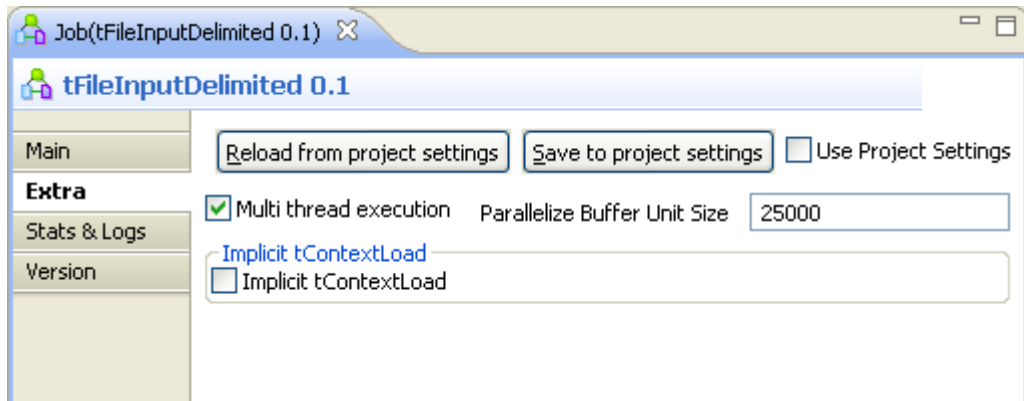 Job(tFileInputDelimited 0.1)
tFileInputDelimited 0.1
Main
Extra
Stats & Logs
Version
Reload from project settings Save to project settings Use Project Settings
Multi thread execution Parallelize Buffer Unit Size 25000
Implicit tContextLoad
Implicit tContextLoad